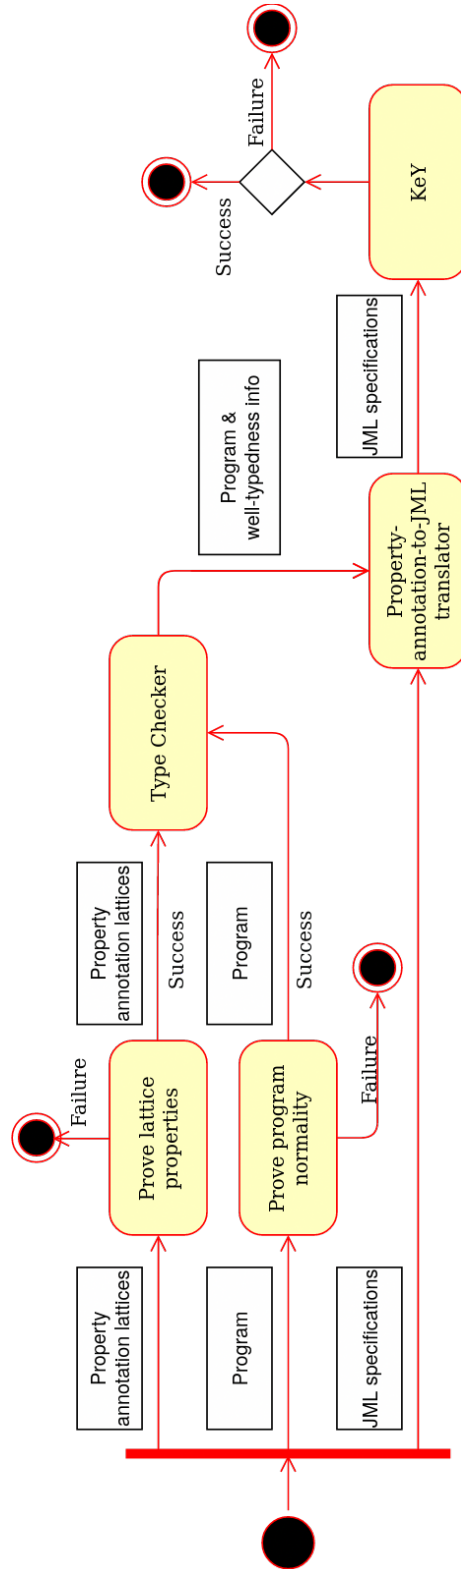 Property
annotation lattices
Program
JML specifications
Failure
Prove lattice
properties
Prove program
normality
Failure
Property
annotation lattices
Success
Program
Success
Type Checker
Program &
well-typedness info
Property-
annotation-to-JML
translator
JML specifications
KeY
Success
Failure